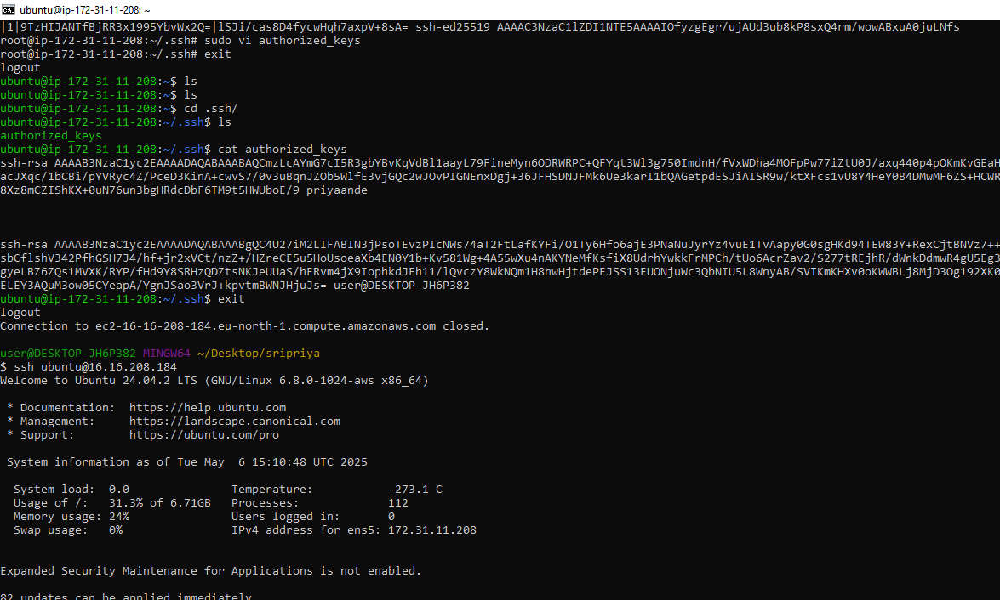 ubuntu@ip-172-31-11-208: ~
|1|9TzHIJANTfBjRR3x1995YbvWx2Q=|lSJi/cas8D4fycwHqh7axpV+8sA= ssh-ed25519 AAAAC3NzaC1lZDI1NTE5AAAAIOfyzgEgr/ujAUd3ub8kP8sxQ4rm/wowABxuA0juLNfs
root@ip-172-31-11-208:~/.ssh# sudo vi authorized_keys
root@ip-172-31-11-208:~/.ssh# exit
logout
ubuntu@ip-172-31-11-208:~$ ls
ubuntu@ip-172-31-11-208:~$ ls
ubuntu@ip-172-31-11-208:~$ cd .ssh/
ubuntu@ip-172-31-11-208:~/.ssh$ ls
authorized_keys
ubuntu@ip-172-31-11-208:~/.ssh$ cat authorized_keys
ssh-rsa AAAAB3NzaC1yc2EAAAADAQABAAABAQCmzLcAYmG7cI5R3gbYBvKqVdBl1aayL79FineMyn6ODRWRPC+QFYqt3Wl3g750ImdnH/fVxWDha4MOFpPw77iZtU0J/axq440p4pOKmKvGEaH
acJXqc/1bCBi/pYVRyc4Z/PceD3KinA+cwvS7/0v3uBqnJZOb5WlfE3vjGQc2wJOvPIGNEnxDgj+36JFHSDNJFMk6Ue3karI1bQAGetpdESJiAISR9w/ktXFcs1vU8Y4HeY0B4DMwMF6ZS+HCWR
8Xz8mCZIShKX+0uN76un3bgHRdcDbF6TM9t5HWUboE/9 priyaande
ssh-rsa AAAAB3NzaC1yc2EAAAADAQABAAABgQC4U27iM2LIFABIN3jPsoTEvzPIcNWs74aT2FtLafKYFi/O1Ty6Hfo6ajE3PNaNuJyrYz4vuE1TvAapy0G0sgHKd94TEW83Y+RexCjtBNVz7++
sbCflshV342PfhGSH7J4/hf+jr2xVCt/nzZ+/HZreCE5u5HoUsoeaXb4EN0Y1b+Kv581Wg+4A55wXu4nAKYNeMfKsfiX8UdrhYwkkFrMPCh/tUo6AcrZav2/S277tREjhR/dWnkDdmwR4gU5Eg3
gyeLBZ6ZQs1MVXK/RYP/fHd9Y8SRHzQDZtsNKJeUUaS/hFRvm4jX9IophkdJEh11/lQvczY8WkNQm1H8nwHjtdePEJSS13EUONjuWc3QbNIU5L8WnyAB/SVTKmKHXv0oKWWBLj8MjD3Og192XK0
ELEY3AQuM3ow05CYeapA/YgnJSao3VrJ+kpvtmBWNJHjuJs= user@DESKTOP-JH6P382
ubuntu@ip-172-31-11-208:~/.ssh$ exit
logout
Connection to ec2-16-16-208-184.eu-north-1.compute.amazonaws.com closed.
user@DESKTOP-JH6P382 MINGW64 ~/Desktop/sripriya
$ ssh ubuntu@16.16.208.184
Welcome to Ubuntu 24.04.2 LTS (GNU/Linux 6.8.0-1024-aws x86_64)
* Documentation:  https://help.ubuntu.com
* Management:     https://landscape.canonical.com
* Support:        https://ubuntu.com/pro
System information as of Tue May  6 15:10:48 UTC 2025
System load:  0.0               Temperature:           -273.1 C
Usage of /:   31.3% of 6.71GB   Processes:             112
Memory usage: 24%               Users logged in:       0
Swap usage:   0%                IPv4 address for ens5: 172.31.11.208
Expanded Security Maintenance for Applications is not enabled.
82 updates can be applied immediately